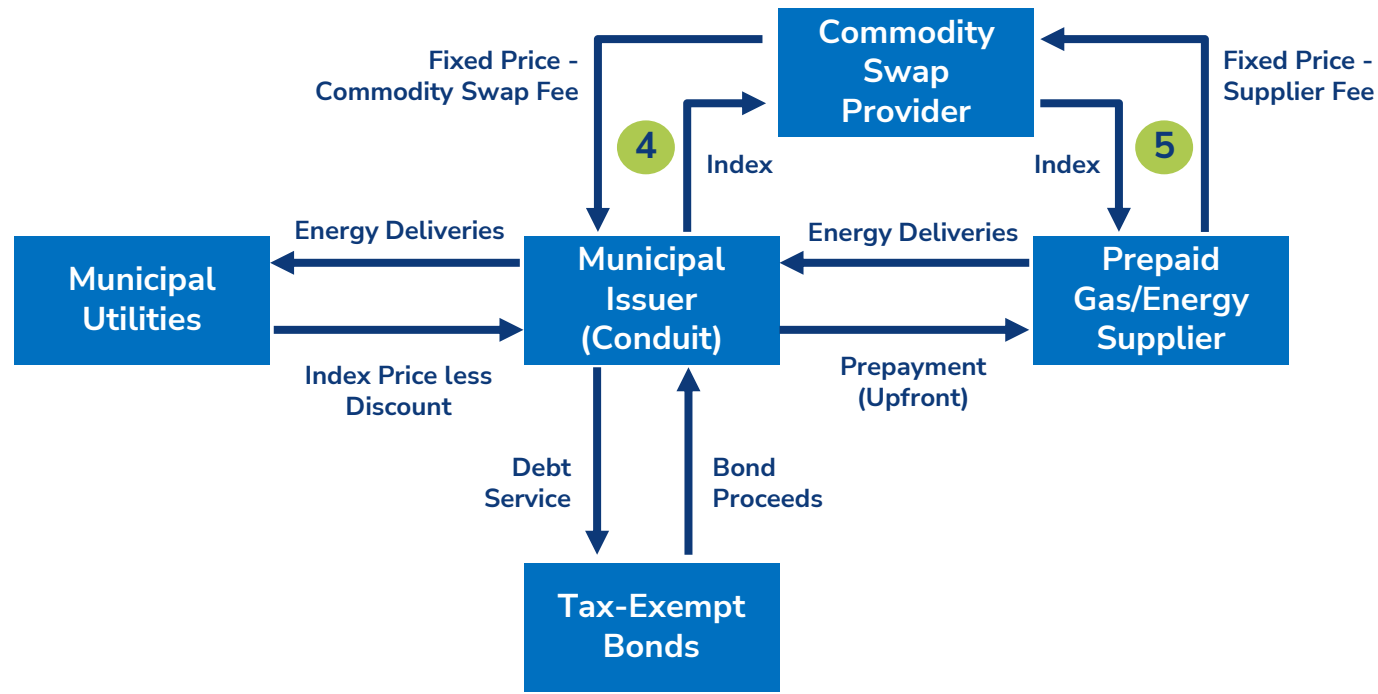 Commodity
Swap
Provider
Fixed Price -
Commodity Swap Fee
Fixed Price -
Supplier Fee
4
Index
Index
5
Energy Deliveries
Energy Deliveries
Municipal
Utilities
Municipal
Issuer
(Conduit)
Prepaid
Gas/Energy
Supplier
Index Price less
Discount
Prepayment
(Upfront)
Debt
Service
Bond
Proceeds
Tax-Exempt
Bonds